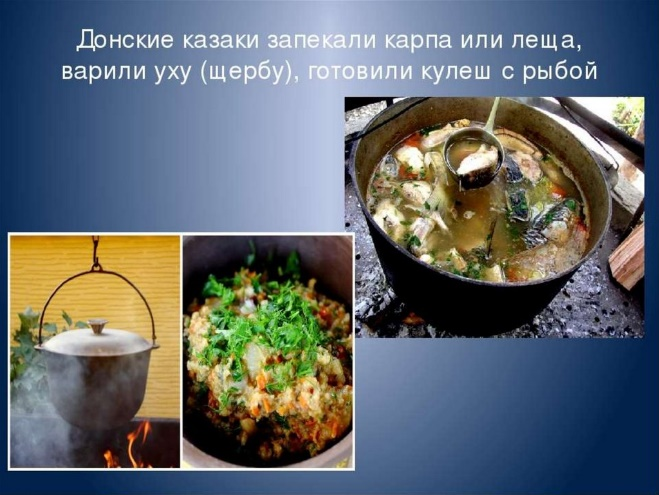 Донские казаки запекали карпа или леща,
варили уху (щербу), готовили кулеш с рыбой